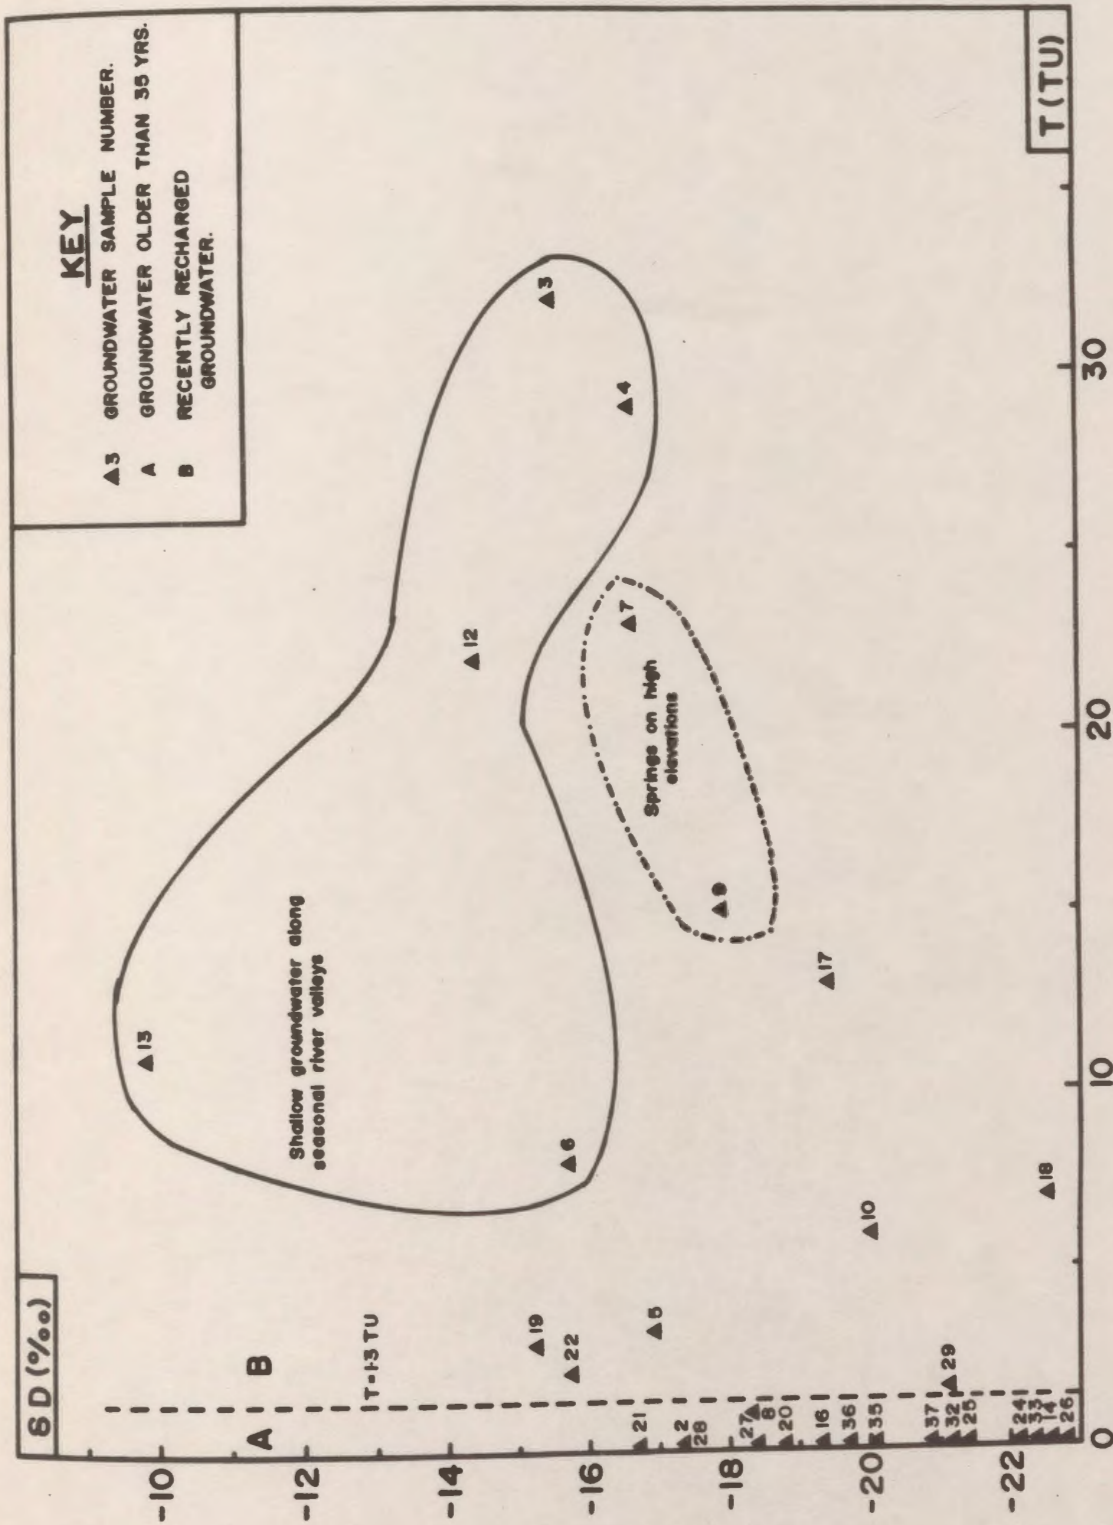 δD (‰)
KEY
▲3 GROUNDWATER SAMPLE NUMBER.
A GROUNDWATER OLDER THAN 35 YRS.
B RECENTLY RECHARGED
GROUNDWATER.
A
B
T=1·3 TU
Shallow groundwater along
seasonal river valleys
Springs on high
elevations
13
12
3
4
7
9
6
17
10
18
19
22
5
29
21
2
28
27
8
20
16
36
35
37
32
25
24
33
14
26
-10
-12
-14
-16
-18
-20
-22
0
10
20
30
T (TU)